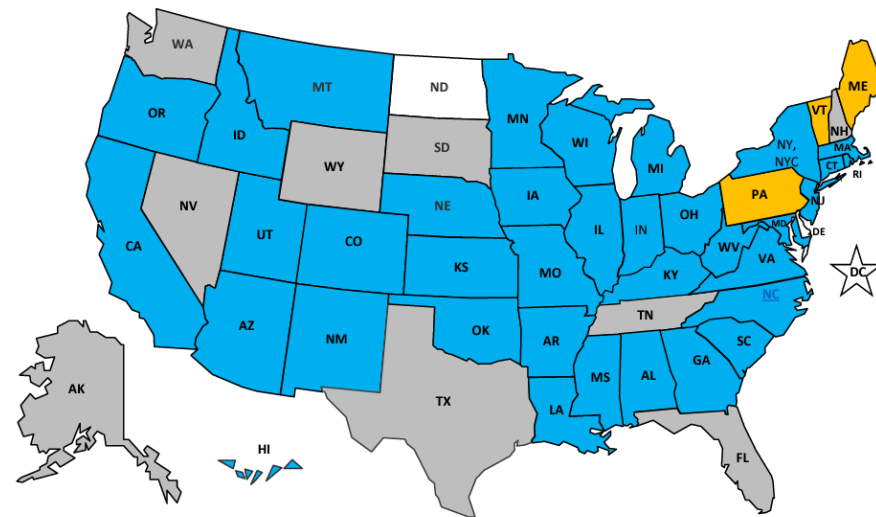 WA
MT
ND
ME
OR
MN
VT
ID
NH
WI
SD
NY,
MA
NYC
WY
MI
CT
RI
NE
IA
PA
NV
OH
NJ
IL
IN
MD
UT
DE
CA
CO
WV
VA
KS
MO
KY
DC
NC
TN
OK
AZ
NM
AR
SC
GA
MS
AL
AK
TX
LA
HI
FL